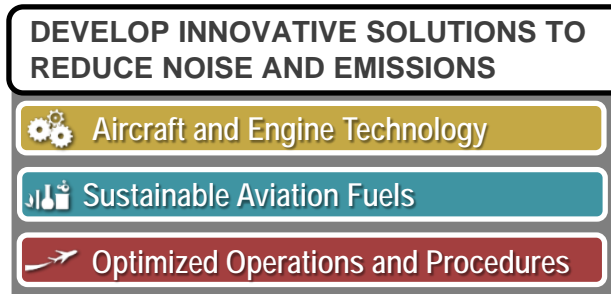 DEVELOP INNOVATIVE SOLUTIONS TO
REDUCE NOISE AND EMISSIONS
Aircraft and Engine Technology
Sustainable Aviation Fuels
Optimized Operations and Procedures